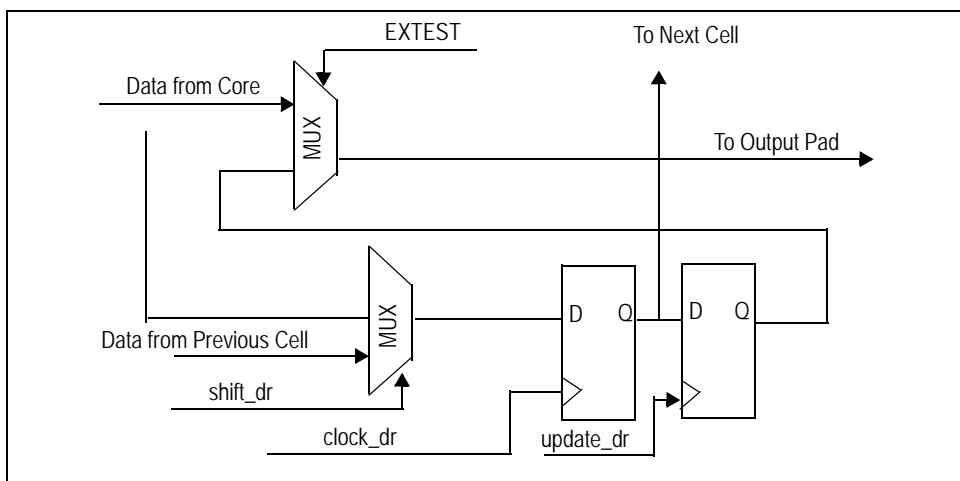 EXTEST
To Next Cell
Data from Core
MUX
To Output Pad
MUX
D Q
D Q
Data from Previous Cell
shift_dr
clock_dr
update_dr